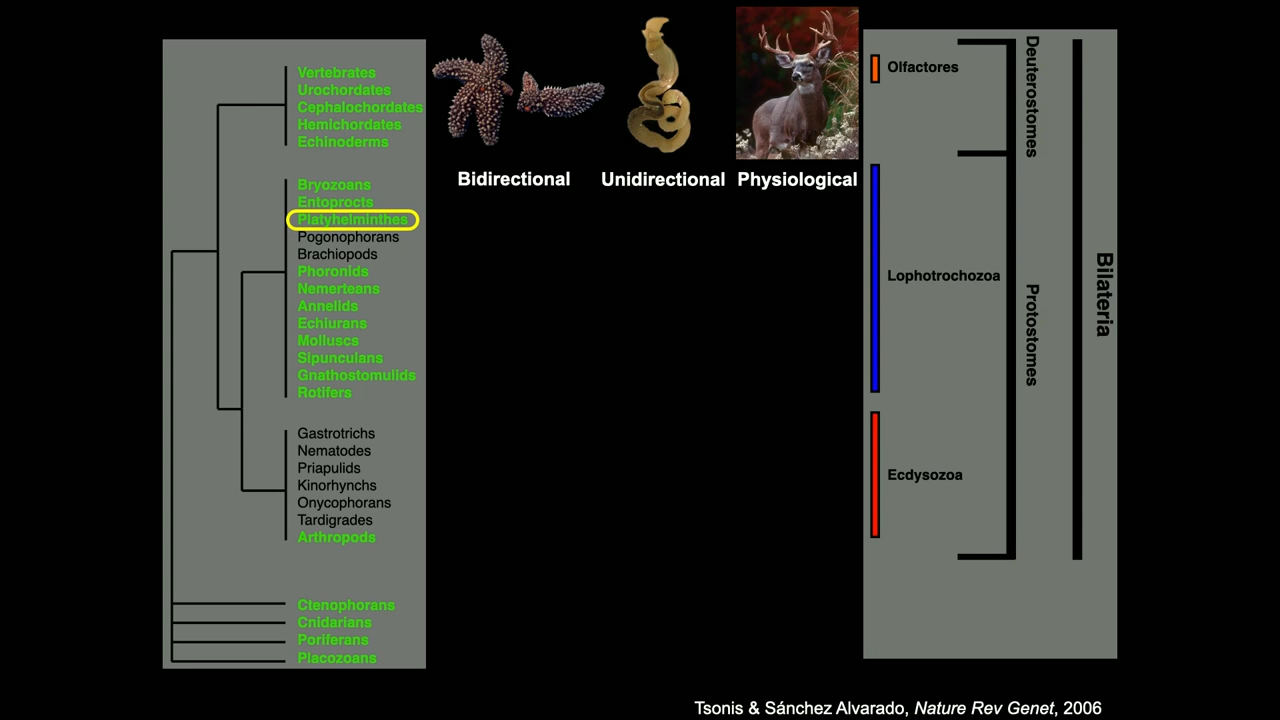 Vertebrates
Urochordates
Cephalochordates
Hemichordates
Echinoderms
Bryozoans
Entoprocts
Platyhelminthes
Pogonophorans
Brachiopods
Phoronids
Nemerteans
Annelids
Echiurans
Molluscs
Sipunculans
Gnathostomulids
Rotifers
Gastrotrichs
Nematodes
Priapulids
Kinorhynchs
Onycophorans
Tardigrades
Arthropods
Ctenophorans
Cnidarians
Poriferans
Placozoans
Bidirectional
Unidirectional
Physiological
Olfactores
Lophotrochozoa
Ecdysozoa
Deuterostomes
Protostomes
Bilateria
Tsonis & Sánchez Alvarado, Nature Rev Genet, 2006